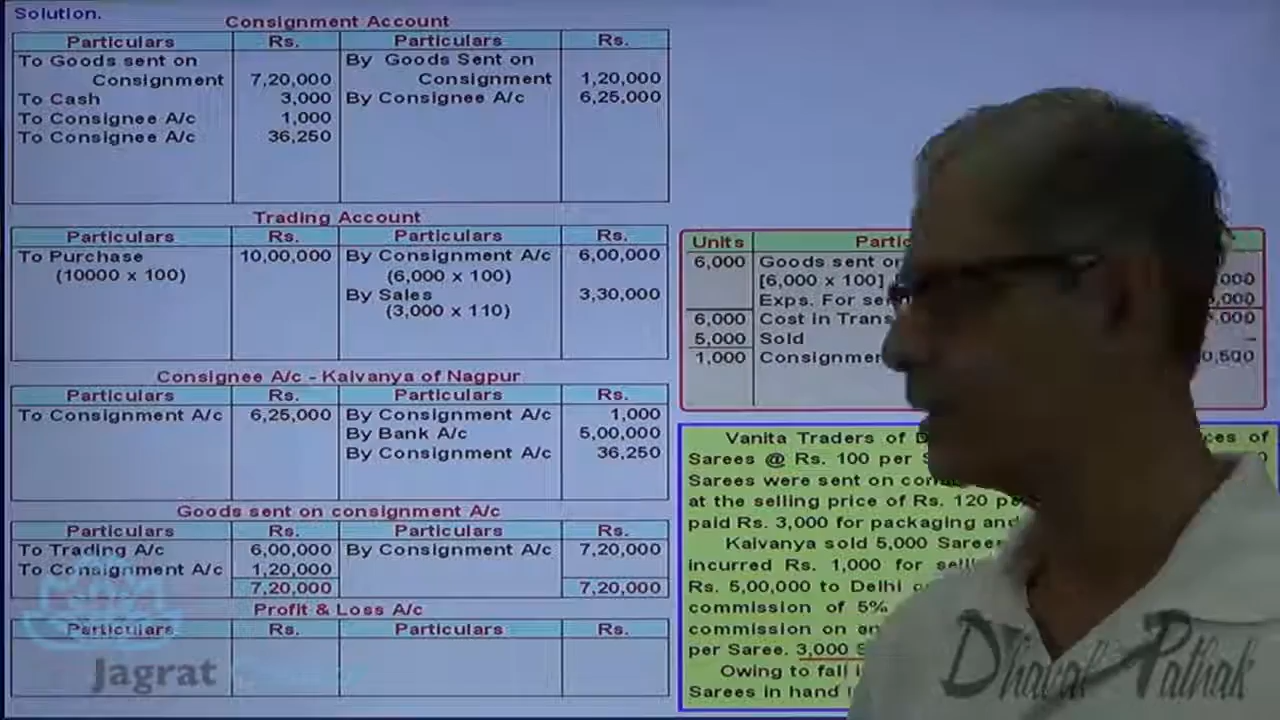 Solution.
Consignment Account
Particulars Rs. Particulars Rs.
To Goods sent on By Goods Sent on
Consignment 7,20,000 Consignment 1,20,000
To Cash 3,000 By Consignee A/c 6,25,000
To Consignee A/c 1,000
To Consignee A/c 36,250
Trading Account
Particulars Rs. Particulars Rs.
To Purchase 10,00,000 By Consignment A/c 6,00,000
(10000 x 100) (6,000 x 100)
By Sales 3,30,000
(3,000 x 110)
Consignee A/c - Kalvanya of Nagpur
Particulars Rs. Particulars Rs.
To Consignment A/c 6,25,000 By Consignment A/c 1,000
By Bank A/c 5,00,000
By Consignment A/c 36,250
Goods sent on consignment A/c
Particulars Rs. Particulars Rs.
To Trading A/c 6,00,000 By Consignment A/c 7,20,000
To Consignment A/c 1,20,000
7,20,000 7,20,000
Profit & Loss A/c
Particulars Rs. Particulars Rs.
Jagrat
Units
6,000 Goods sent
[6,000 x 100]
Exps. For
6,000 Cost in
5,000 Sold -
1,000
Vanita Traders of of
Sarees @ Rs. 100 per
Sarees were sent on
at the selling price of Rs. 120
paid Rs. 3,000 for packaging and
Kalvanya sold 5,000
incurred Rs. 1,000 for
Rs. 5,00,000 to Delhi
commission of 5%
commission on
per Saree. 3,000
Owing to fall
Sarees in hand
Dhaval Pathak